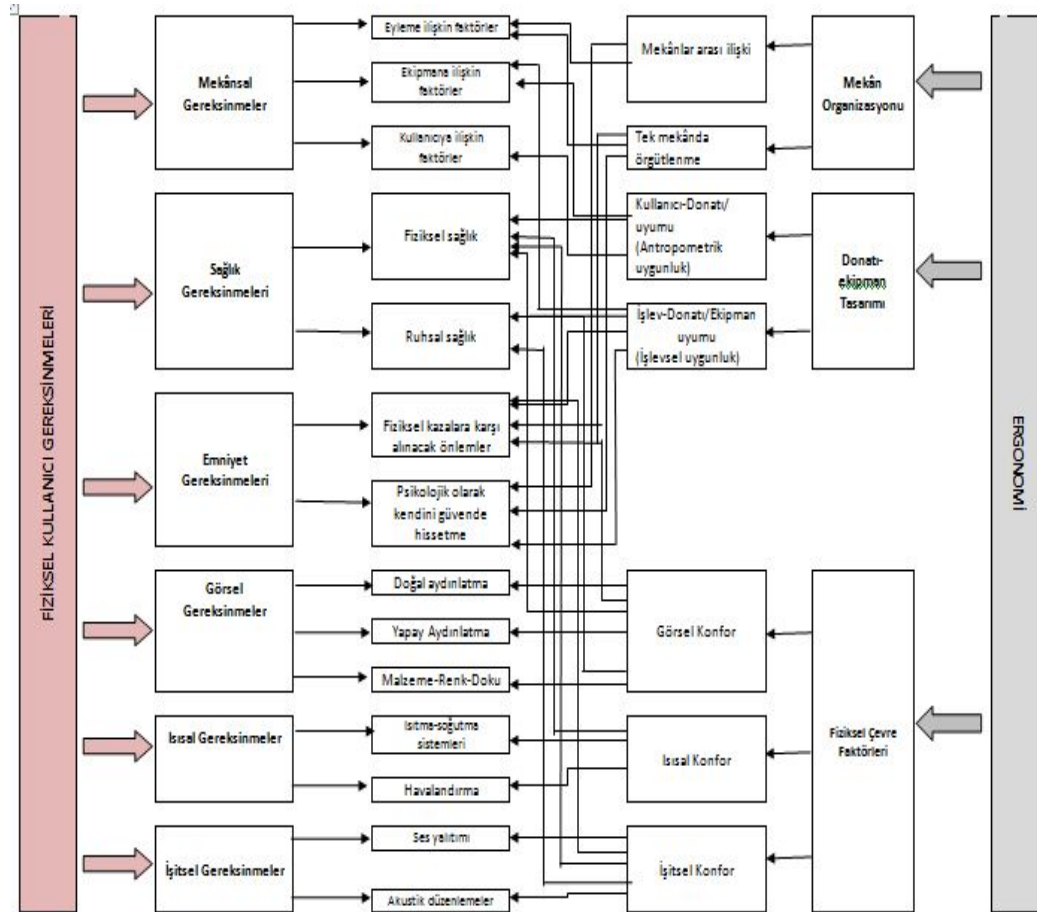 FİZİKSEL KULLANICI GEREKSİNMELERİ
Mekânsal
Gereksinmeler
Sağlık
Gereksinmeleri
Emniyet
Gereksinmeleri
Görsel
Gereksinmeler
Isısal Gereksinmeler
İşitsel Gereksinmeler
Eyleme ilişkin faktörler
Ekipmana ilişkin
faktörler
Kullanıcıya ilişkin
faktörler
Fiziksel sağlık
Ruhsal sağlık
Fiziksel kazalara karşı
alınacak önlemler
Psikolojik olarak
kendini güvende
hissetme
Doğal aydınlatma
Yapay Aydınlatma
Malzeme-Renk-Doku
Isıtma-soğutma
sistemleri
Havalandırma
Ses yalıtımı
Akustik düzenlemeler
Mekânlar arası ilişki
Tek mekânda
örgütlenme
Kullanıcı-Donatı/
uyumu
(Antropometrik
uygunluk)
İşlev-Donatı/Ekipman
uyumu
(İşlevsel uygunluk)
Görsel Konfor
Isısal Konfor
İşitsel Konfor
Mekân
Organizasyonu
Donatı-
ekipman
Tasarımı
Fiziksel Çevre
Faktörleri
ERGONOMİ